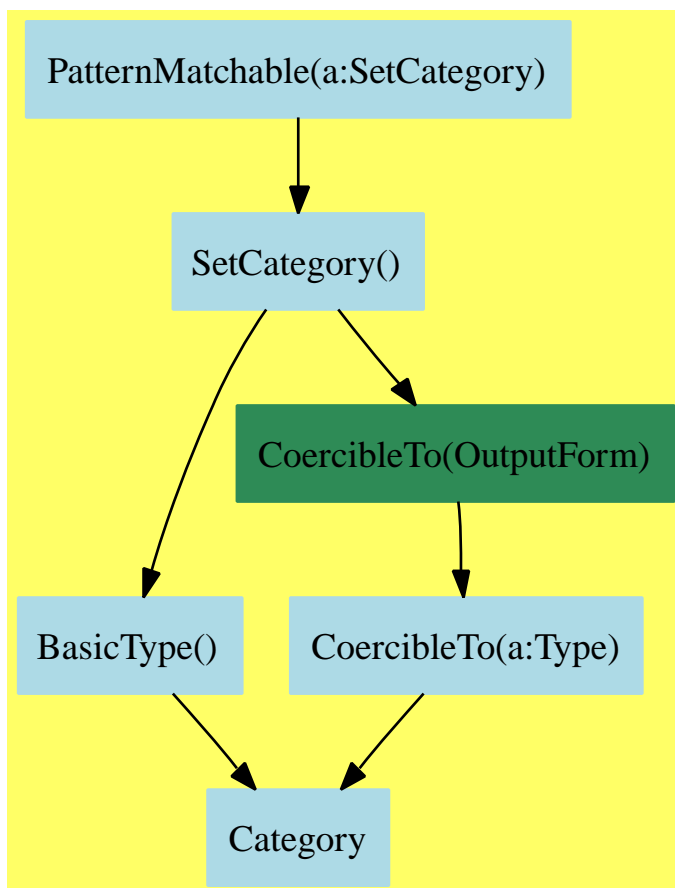 PatternMatchable(a:SetCategory)
SetCategory()
CoercibleTo(OutputForm)
BasicType()
CoercibleTo(a:Type)
Category